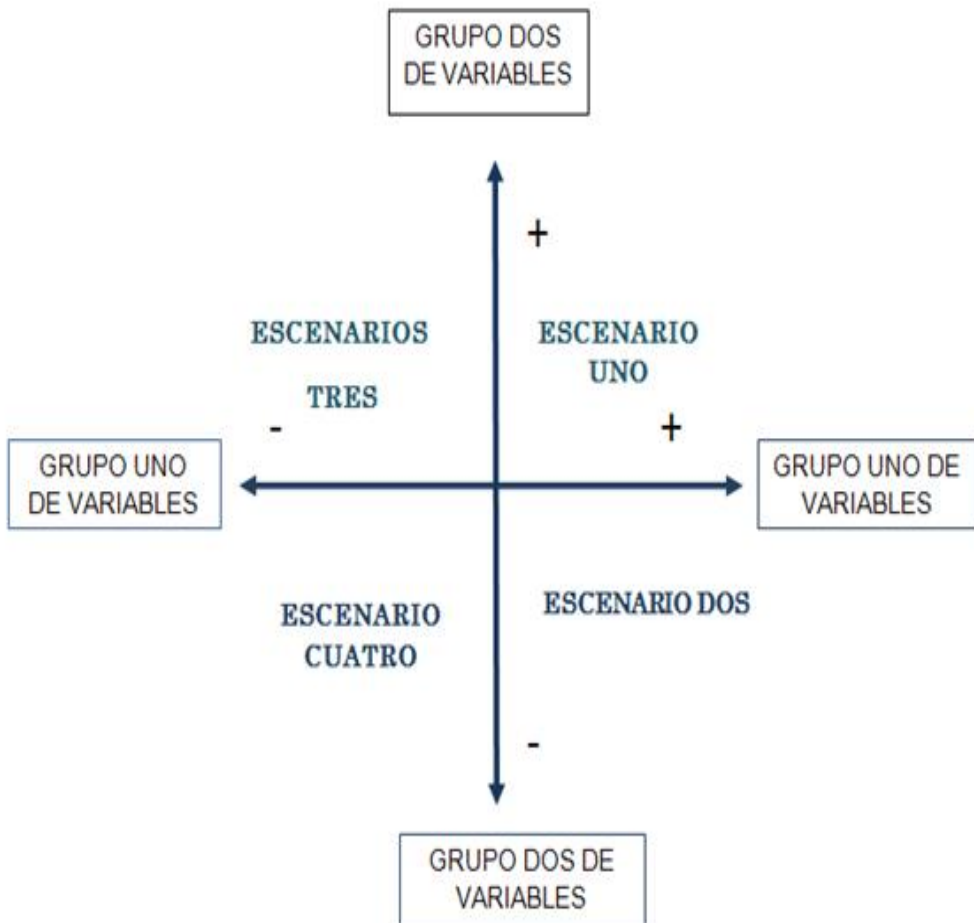 GRUPO DOS
DE VARIABLES
+
ESCENARIOS
TRES
ESCENARIO
UNO
-
+
GRUPO UNO
DE VARIABLES
GRUPO UNO DE
VARIABLES
ESCENARIO
CUATRO
ESCENARIO DOS
-
GRUPO DOS DE
VARIABLES